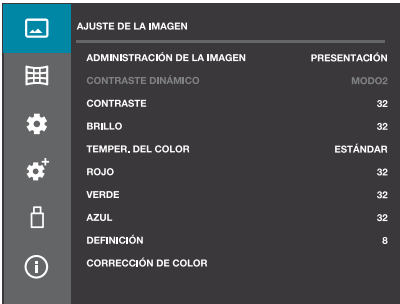 AJUSTE DE LA IMAGEN
ADMINISTRACIÓN DE LA IMAGEN PRESENTACIÓN
CONTRASTE DINÁMICO MODO2
CONTRASTE 32
BRILLO 32
TEMPER. DEL COLOR ESTÁNDAR
ROJO 32
VERDE 32
AZUL 32
DEFINICIÓN 8
CORRECCIÓN DE COLOR